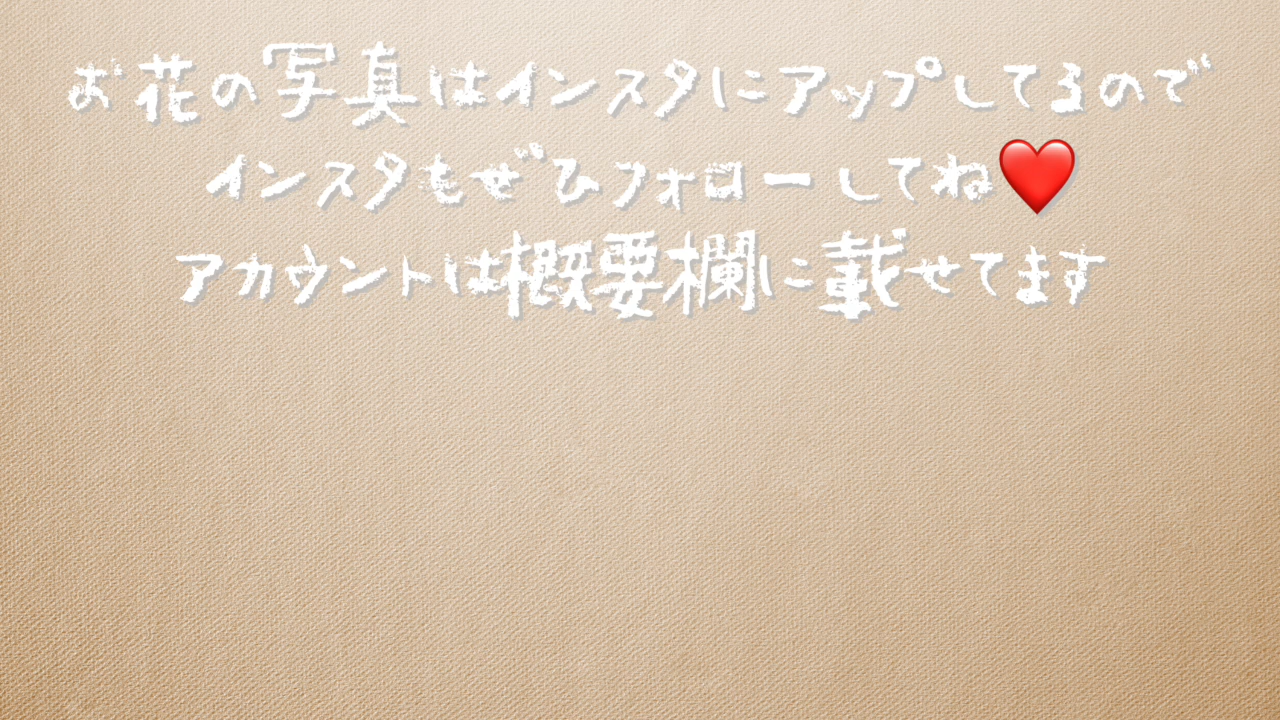 お花の写真はインスタにアップしてるので
インスタもぜひフォローしてね❤️
アカウントは概要欄に載せてます